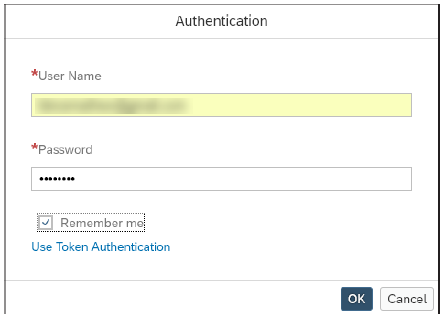 Authentication
*User Name
*Password
••••••••
Remember me
Use Token Authentication
OK Cancel